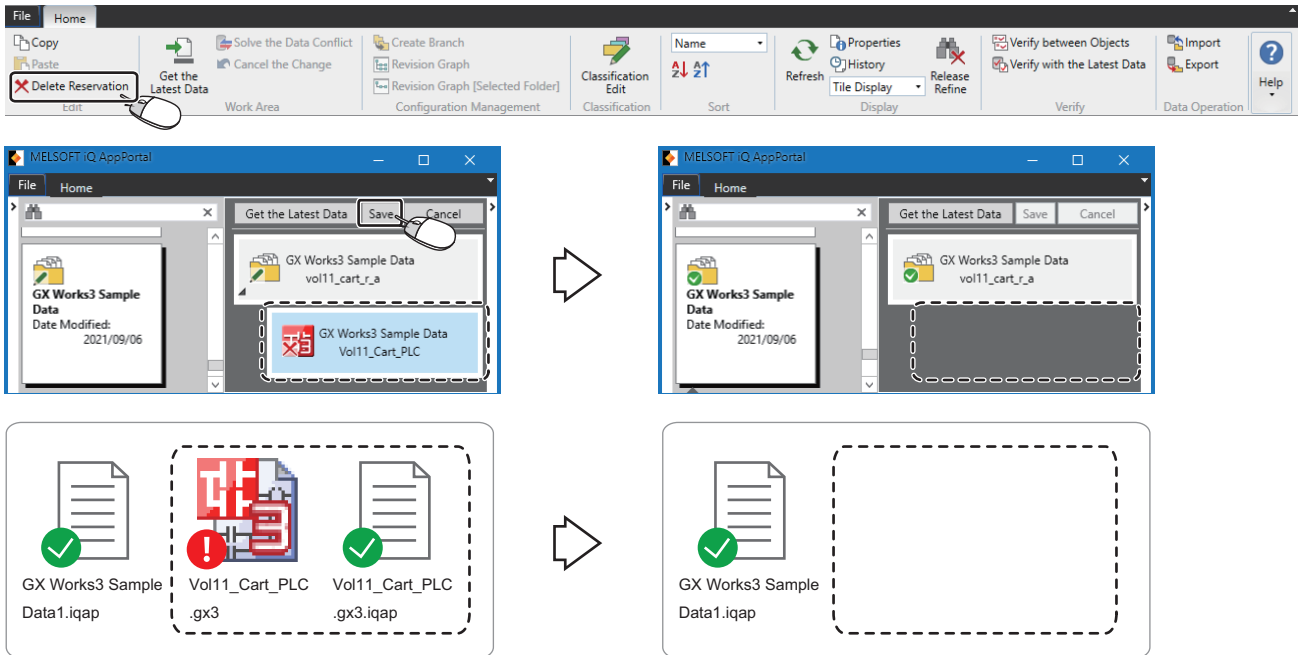 File Home
Copy
Paste
Delete Reservation
Edit
Get the
Latest Data
Solve the Data Conflict
Cancel the Change
Work Area
Create Branch
Revision Graph
Revision Graph [Selected Folder]
Configuration Management
Classification
Edit
Classification
Name
Sort
Refresh
Properties
History
Tile Display
Release
Refine
Display
Verify between Objects
Verify with the Latest Data
Verify
Import
Export
Data Operation
Help
MELSOFT iQ AppPortal
File Home
Get the Latest Data Save Cancel
GX Works3 Sample
Data
Date Modified:
2021/09/06
GX Works3 Sample Data
vol11_cart_r_a
GX Works3 Sample Data
Vol11_Cart_PLC
MELSOFT iQ AppPortal
File Home
Get the Latest Data Save Cancel
GX Works3 Sample
Data
Date Modified:
2021/09/06
GX Works3 Sample Data
vol11_cart_r_a
GX Works3 Sample
Data1.iqap
Vol11_Cart_PLC
.gx3
Vol11_Cart_PLC
.gx3.iqap
GX Works3 Sample
Data1.iqap